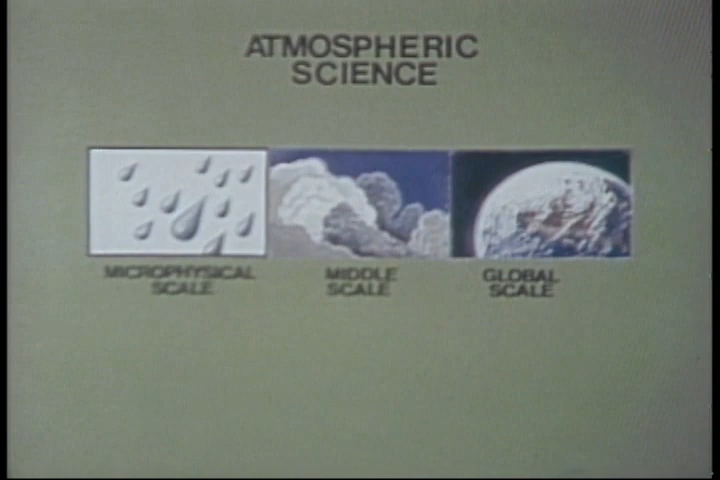 ATMOSPHERIC
SCIENCE
MICROPHYSICAL
SCALE
MIDDLE
SCALE
GLOBAL
SCALE